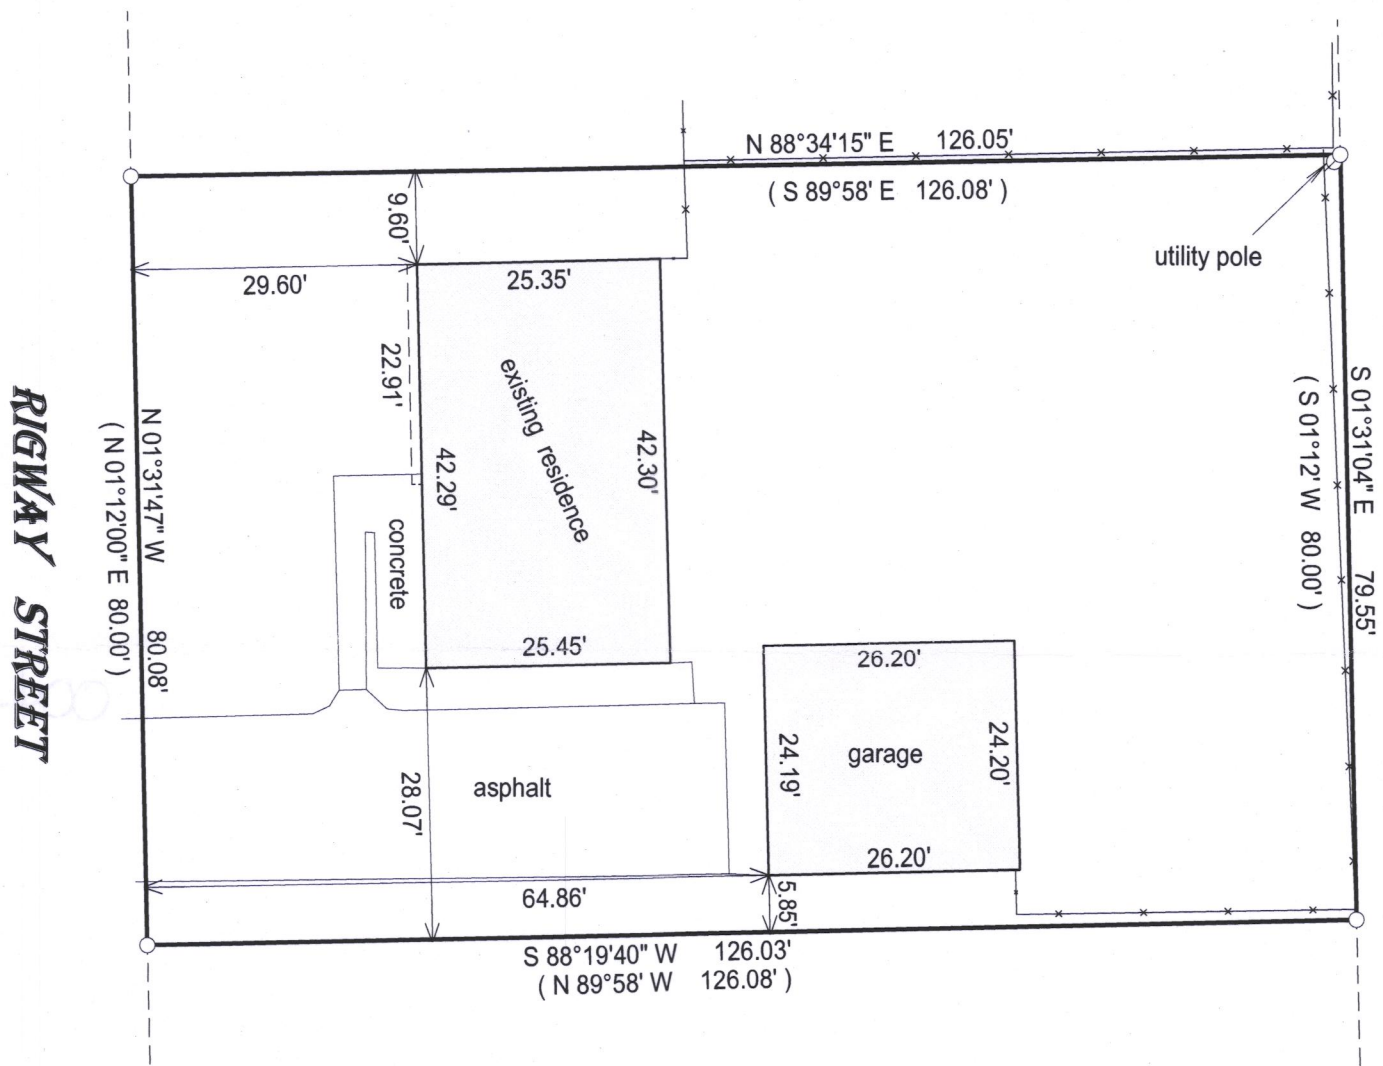 N 88°34'15" E 126.05'
( S 89°58' E 126.08' )
utility pole
9.60'
29.60'
25.35'
22.91'
existing residence
42.30'
42.29'
concrete
25.45'
S 01°31'04" E 79.55'
( S 01°12' W 80.00' )
RIGWAY STREET
N 01°31'47" W 80.08'
( N 01°12'00" E 80.00' )
26.20'
24.19'
garage
24.20'
26.20'
asphalt
28.07'
64.86'
5.85'
S 88°19'40" W 126.03'
( N 89°58' W 126.08' )